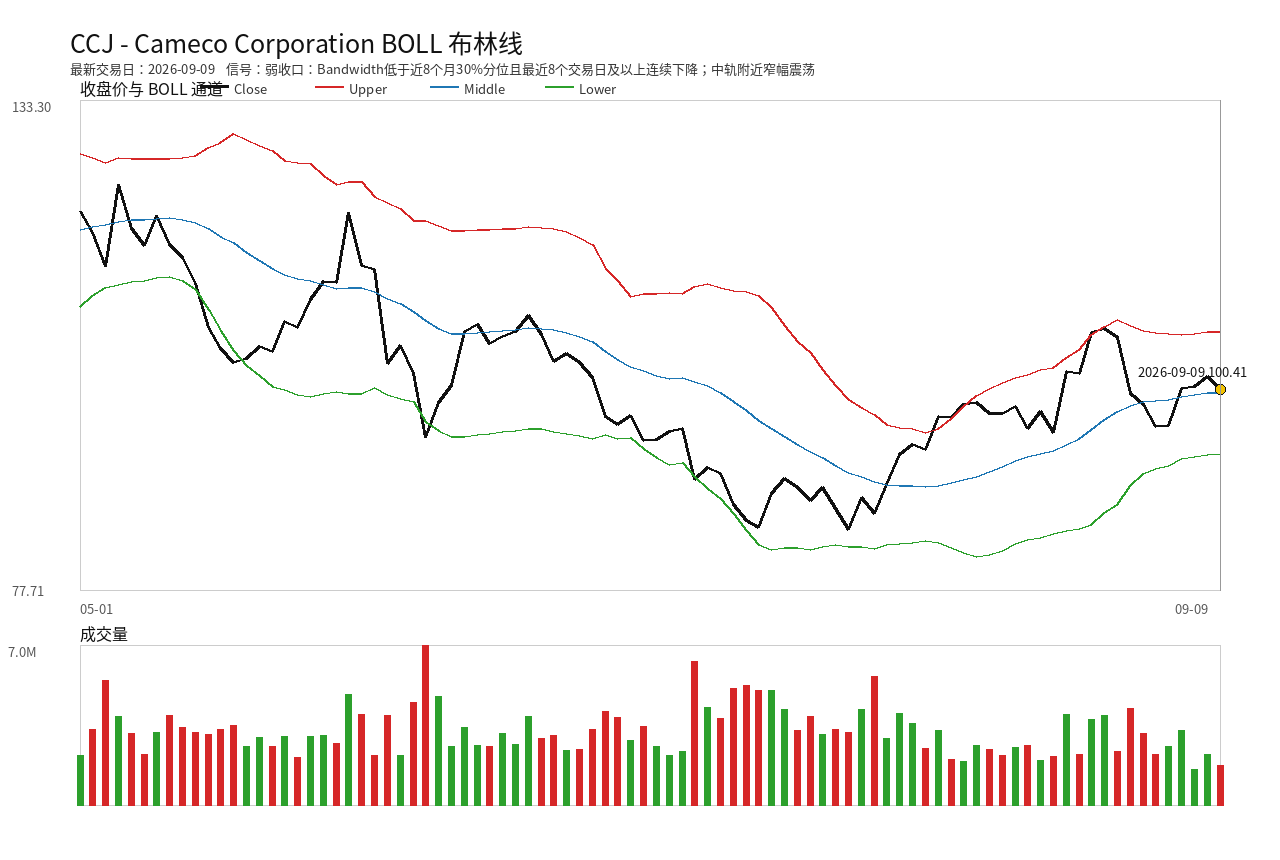 CCJ - Cameco Corporation BOLL 布林线
最新交易日：2026-09-09 信号：弱收口：Bandwidth低于近8个月30%分位且最近8个交易日及以上连续下降；中轨附近窄幅震荡
收盘价与 BOLL 通道 Close Upper Middle Lower
133.30
2026-09-09 100.41
77.71
05-01 09-09
成交量
7.0M